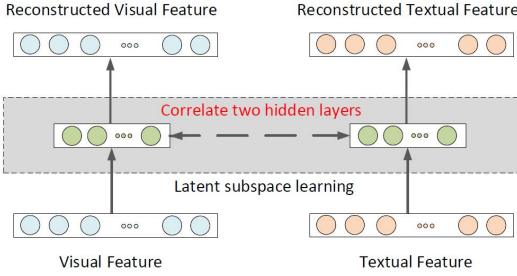 Reconstructed Visual Feature
Reconstructed Textual Feature
Correlate two hidden layers
Latent subspace learning
Visual Feature
Textual Feature